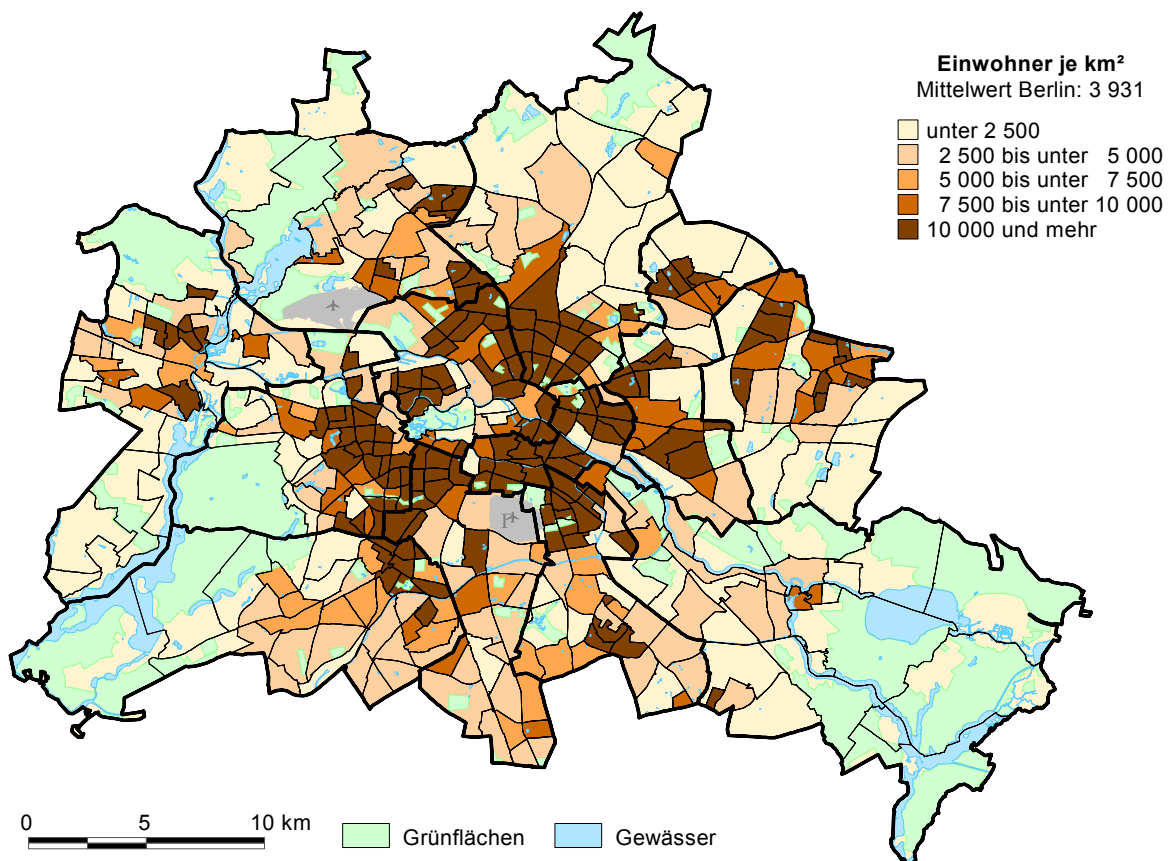 Einwohner je km²
Mittelwert Berlin: 3 931
unter 2 500
2 500 bis unter 5 000
5 000 bis unter 7 500
7 500 bis unter 10 000
10 000 und mehr
0 5 10 km
Grünflächen
Gewässer